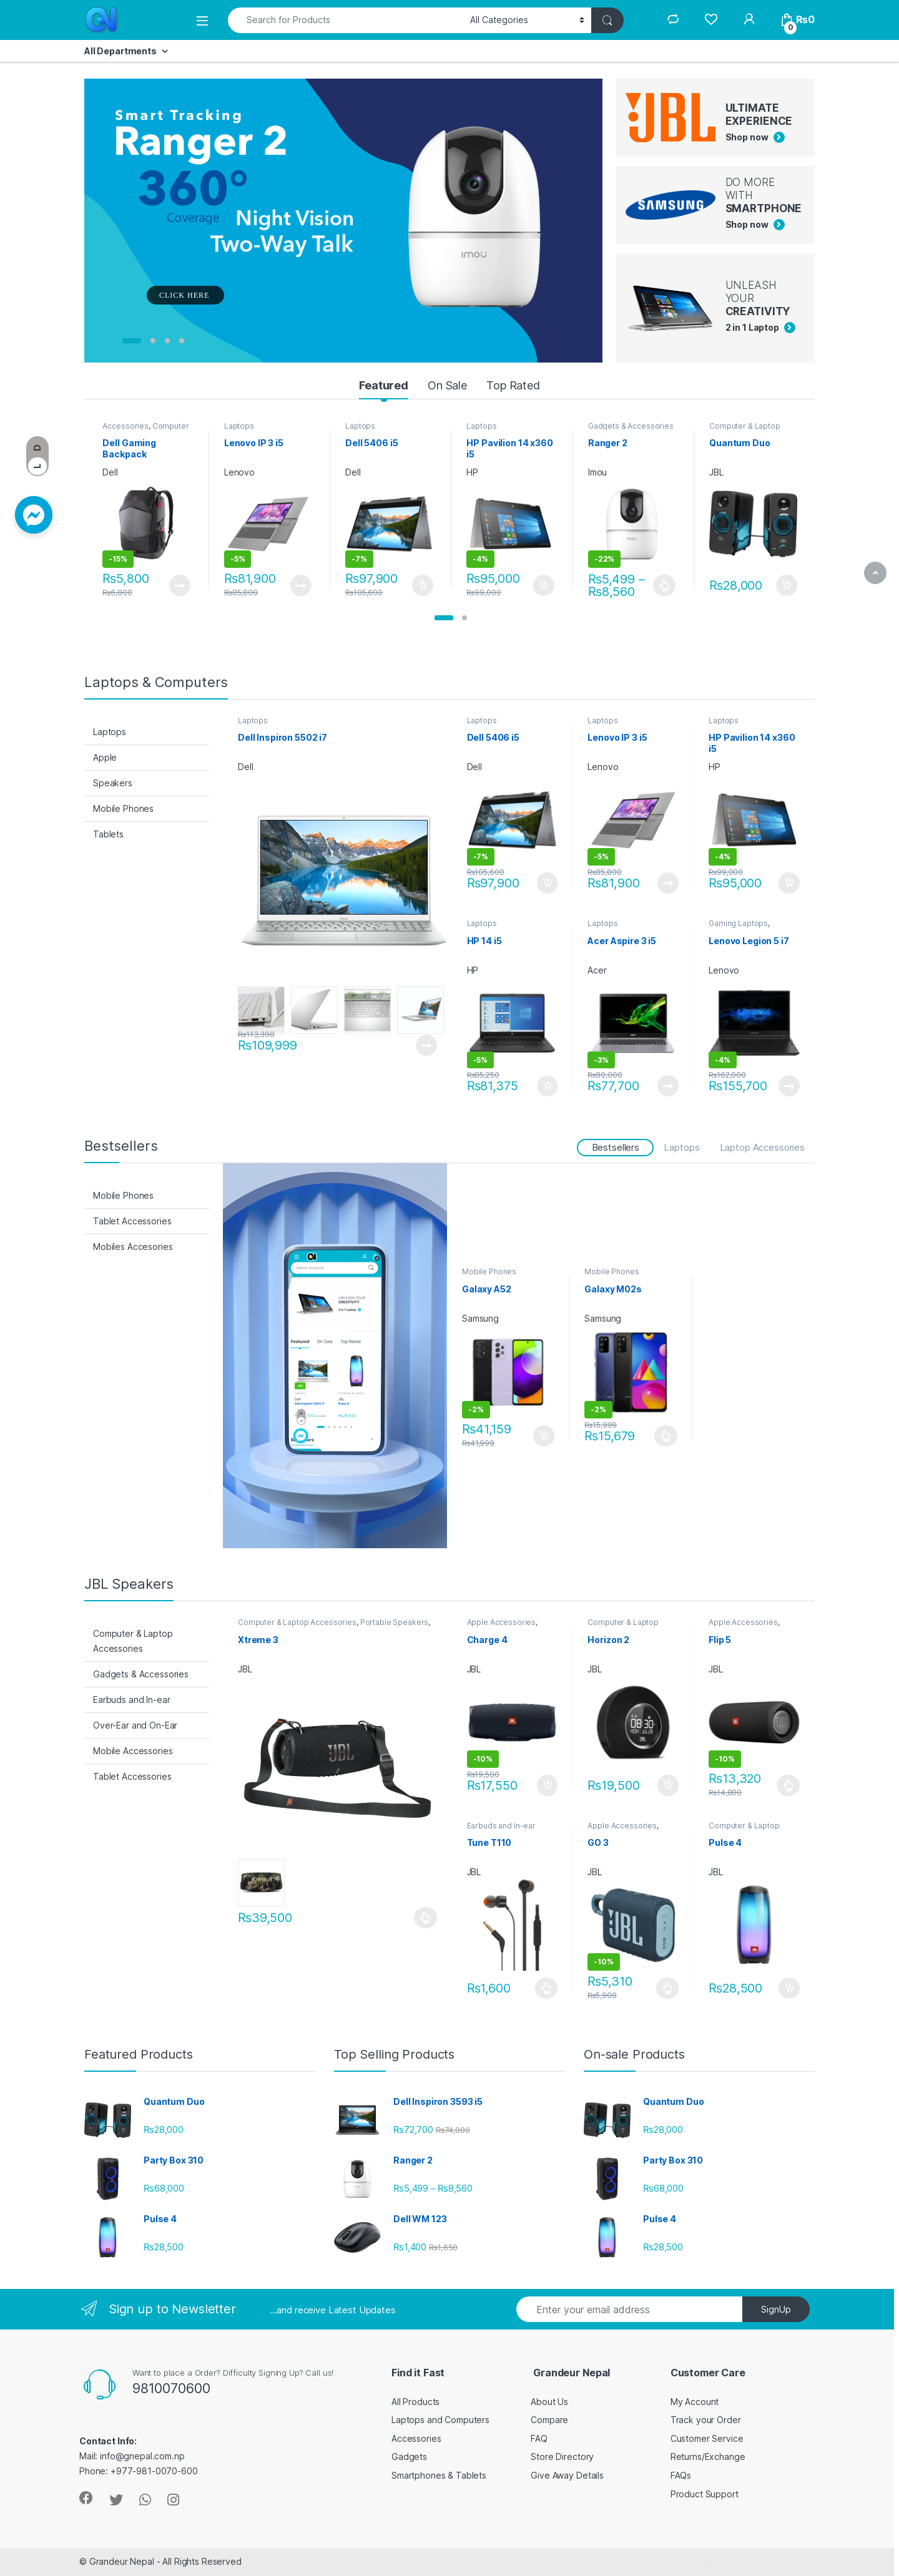 GN
Search for Products
All Categories
₨0
0
All Departments
Smart Tracking
Ranger 2
360°
Coverage
Night Vision
Two-Way Talk
imou
CLICK HERE
JBL
ULTIMATE
EXPERIENCE
Shop now
SAMSUNG
DO MORE
WITH
SMARTPHONE
Shop now
UNLEASH
YOUR
CREATIVITY
2 in 1 Laptop
Featured
On Sale
Top Rated
D
L
Accessories, Computer
Dell Gaming
Backpack
Dell
-15%
₨5,800
₨6,800
Laptops
Lenovo IP 3 i5
Lenovo
-5%
₨81,900
₨85,800
Laptops
Dell 5406 i5
Dell
-7%
₨97,900
₨105,600
Laptops
HP Pavilion 14 x360
i5
HP
-4%
₨95,000
₨99,000
Gadgets & Accessories
Ranger 2
Imou
-22%
₨5,499 –
₨8,560
Computer & Laptop
Quantum Duo
JBL
₨28,000
Laptops & Computers
Laptops
Apple
Speakers
Mobile Phones
Tablets
Laptops
Dell Inspiron 5502 i7
Dell
₨113,300
₨109,999
Laptops
Dell 5406 i5
Dell
-7%
₨105,600
₨97,900
Laptops
Lenovo IP 3 i5
Lenovo
-5%
₨85,800
₨81,900
Laptops
HP Pavilion 14 x360
i5
HP
-4%
₨99,000
₨95,000
Laptops
HP 14 i5
HP
-5%
₨85,250
₨81,375
Laptops
Acer Aspire 3 i5
Acer
-3%
₨80,000
₨77,700
Gaming Laptops,
Lenovo Legion 5 i7
Lenovo
-4%
₨162,000
₨155,700
Bestsellers
Bestsellers
Laptops
Laptop Accessories
Mobile Phones
Tablet Accessories
Mobiles Accesories
Search products
UNLEASH YOUR
CREATIVITY
Featured
On Sale
Top Rated
Mobile Phones
Galaxy A52
Samsung
-2%
₨41,159
₨41,999
Mobile Phones
Galaxy M02s
Samsung
-2%
₨15,999
₨15,679
JBL Speakers
Computer & Laptop
Accessories
Gadgets & Accessories
Earbuds and In-ear
Over-Ear and On-Ear
Mobile Accessories
Tablet Accessories
Computer & Laptop Accessories, Portable Speakers,
Xtreme 3
JBL
JBL
₨39,500
Apple Accessories,
Charge 4
JBL
-10%
₨19,500
₨17,550
Computer & Laptop
Horizon 2
JBL
08:30
₨19,500
Apple Accessories,
Flip 5
JBL
-10%
₨13,320
₨14,800
Earbuds and In-ear
Tune T110
JBL
₨1,600
Apple Accessories,
GO 3
JBL
JBL
-10%
₨5,310
₨5,900
Computer & Laptop
Pulse 4
JBL
₨28,500
Featured Products
Quantum Duo
₨28,000
Party Box 310
₨68,000
Pulse 4
₨28,500
Top Selling Products
Dell Inspiron 3593 i5
₨72,700 ₨74,000
Ranger 2
₨5,499 – ₨8,560
Dell WM 123
₨1,400 ₨1,650
On-sale Products
Quantum Duo
₨28,000
Party Box 310
₨68,000
Pulse 4
₨28,500
Sign up to Newsletter
...and receive Latest Updates
Enter your email address
SignUp
Want to place a Order? Difficulty Signing Up? Call us!
9810070600
Contact Info:
Mail: info@gnepal.com.np
Phone: +977-981-0070-600
Find it Fast
All Products
Laptops and Computers
Accessories
Gadgets
Smartphones & Tablets
Grandeur Nepal
About Us
Compare
FAQ
Store Directory
Give Away Details
Customer Care
My Account
Track your Order
Customer Service
Returns/Exchange
FAQs
Product Support
© Grandeur Nepal - All Rights Reserved